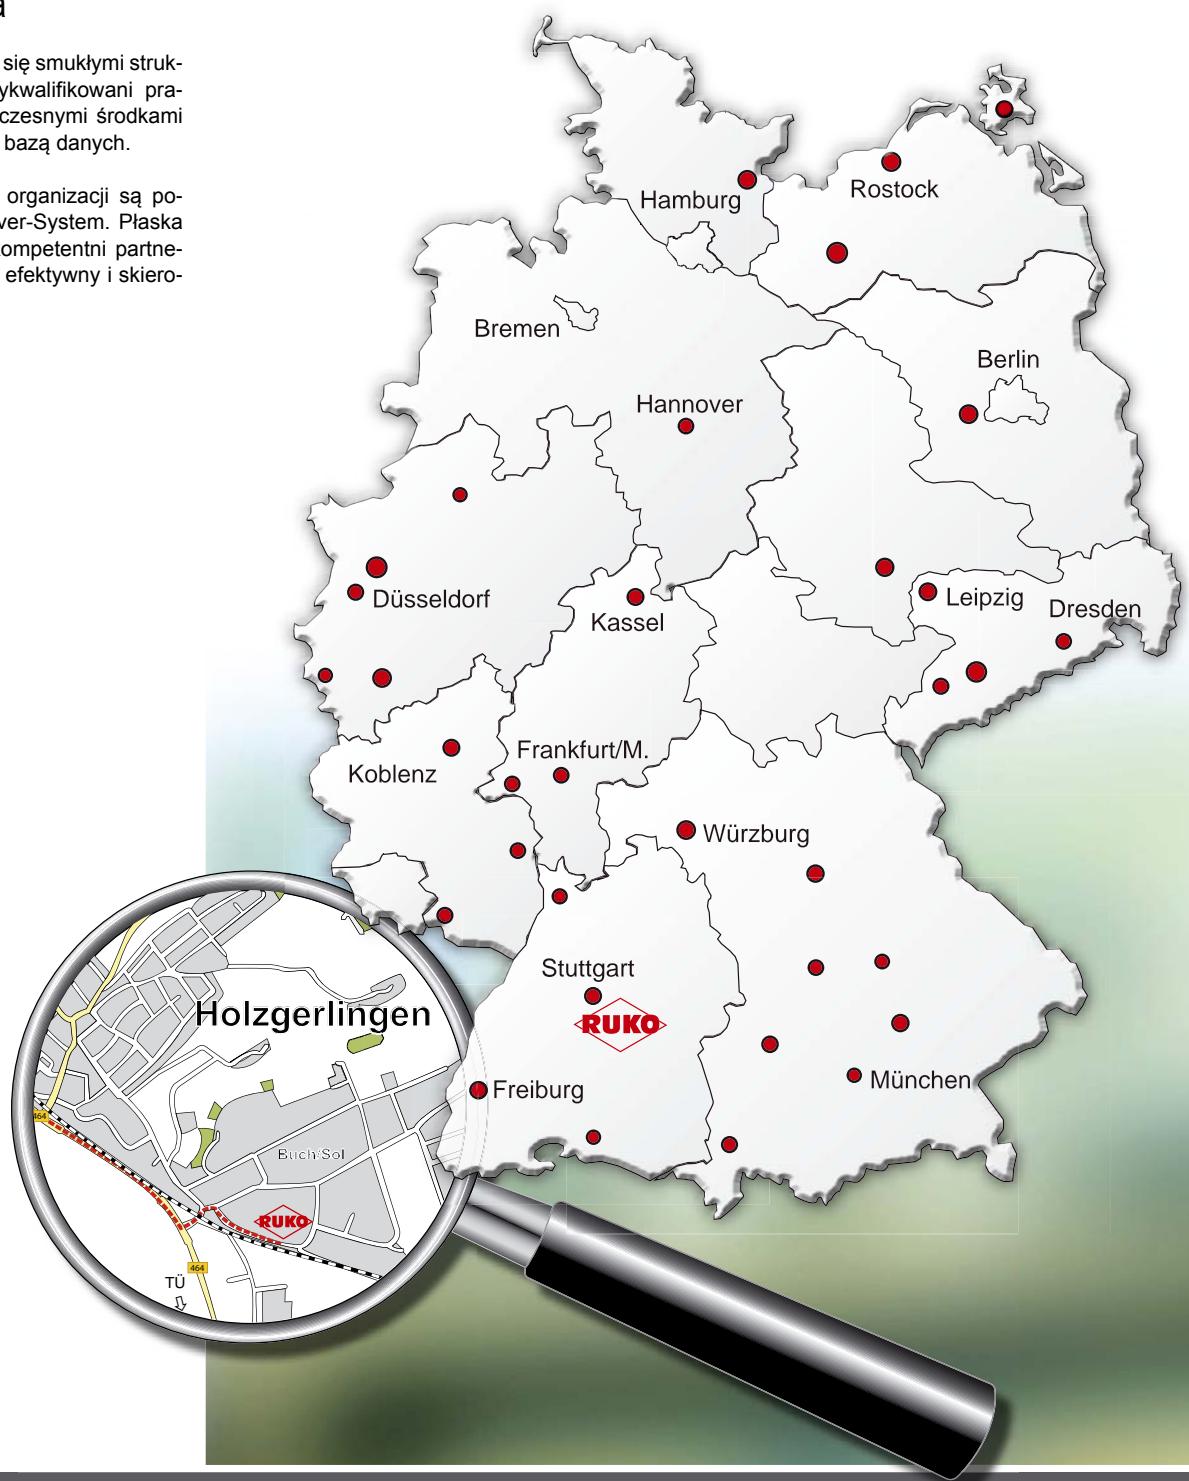 a
się smukłymi struk-
ykwalifikowani pra-
czesnymi środkami
bazą danych.
organizacji są po-
ver-System. Płaska
ompetentni partne-
efektywny i skiero-
Rostock
Hamburg
Bremen
Berlin
Hannover
Düsseldorf
Kassel
Leipzig
Dresden
Frankfurt/M.
Koblenz
Würzburg
Stuttgart
RUKO
München
Freiburg
Holzgerlingen
464
Buch/Sol
RUKO
464
TÜ